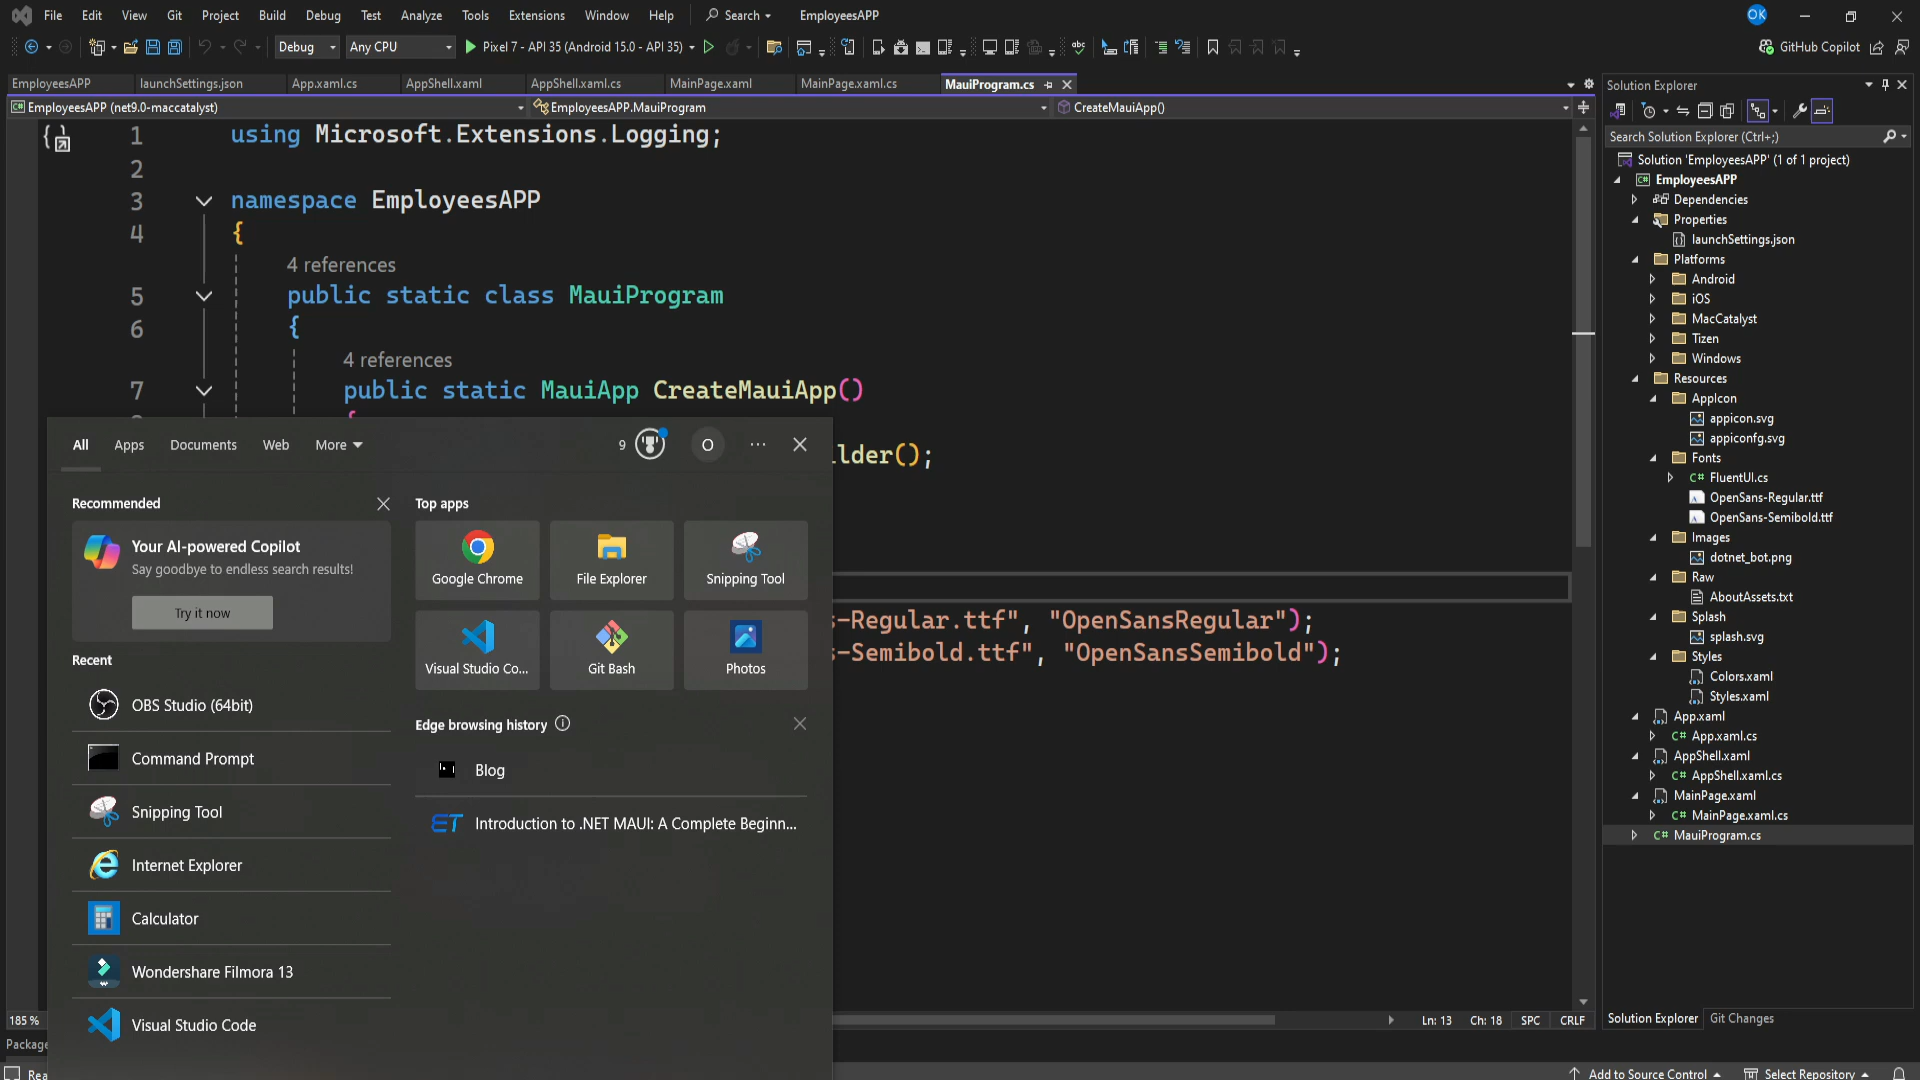 File Edit View Git Project Build Debug Test Analyze Tools Extensions Window Help Search EmployeesAPP OK
Debug Any CPU Pixel 7 - API 35 (Android 15.0 - API 35) GitHub Copilot
EmployeesAPP launchSettings.json App.xaml.cs AppShell.xaml AppShell.xaml.cs MainPage.xaml MainPage.xaml.cs MauiProgram.cs
EmployeesAPP (net9.0-maccatalyst) EmployeesAPP.MauiProgram CreateMauiApp()
1 using Microsoft.Extensions.Logging;
2
3 namespace EmployeesAPP
4 {
4 references
5 public static class MauiProgram
6 {
4 references
7 public static MauiApp CreateMauiApp()
{
lder();
s-Regular.ttf", "OpenSansRegular");
s-Semibold.ttf", "OpenSansSemibold");
All Apps Documents Web More 9 O ... 
Recommended
Your AI-powered Copilot
Say goodbye to endless search results!
Try it now
Recent
OBS Studio (64bit)
Command Prompt
Snipping Tool
Internet Explorer
Calculator
Wondershare Filmora 13
Visual Studio Code
Top apps
Google Chrome File Explorer Snipping Tool
Visual Studio Co... Git Bash Photos
Edge browsing history
Blog
ET Introduction to .NET MAUI: A Complete Beginn...
185 % Ln: 13 Ch: 18 SPC CRLF
Package
Rea
Solution Explorer
Search Solution Explorer (Ctrl+;)
Solution 'EmployeesAPP' (1 of 1 project)
C# EmployeesAPP
Dependencies
Properties
launchSettings.json
Platforms
Android
iOS
MacCatalyst
Tizen
Windows
Resources
AppIcon
appicon.svg
appiconfg.svg
Fonts
C# FluentUI.cs
OpenSans-Regular.ttf
OpenSans-Semibold.ttf
Images
dotnet_bot.png
Raw
AboutAssets.txt
Splash
splash.svg
Styles
Colors.xaml
Styles.xaml
App.xaml
C# App.xaml.cs
AppShell.xaml
C# AppShell.xaml.cs
MainPage.xaml
C# MainPage.xaml.cs
C# MauiProgram.cs
Solution Explorer Git Changes
Add to Source Control Select Repository